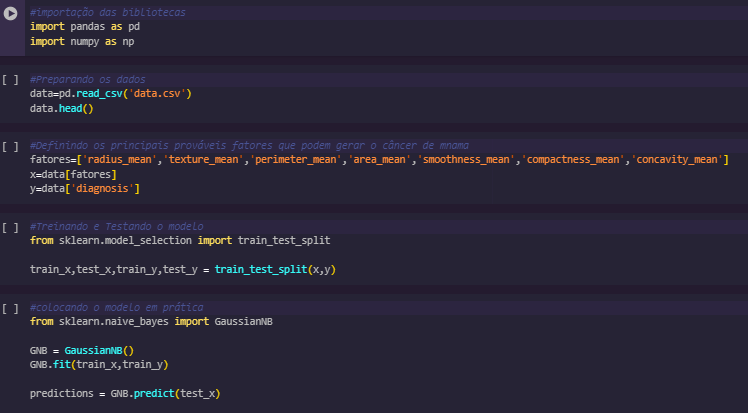 #importação das bibliotecas
import pandas as pd
import numpy as np
[ ] #Preparando os dados
data=pd.read_csv('data.csv')
data.head()
[ ] #Definindo os principais prováveis fatores que podem gerar o câncer de mnama
fatores=['radius_mean','texture_mean','perimeter_mean','area_mean','smoothness_mean','compactness_mean','concavity_mean']
x=data[fatores]
y=data['diagnosis']
[ ] #Treinando e Testando o modelo
from sklearn.model_selection import train_test_split
train_x,test_x,train_y,test_y = train_test_split(x,y)
[ ] #colocando o modelo em prática
from sklearn.naive_bayes import GaussianNB
GNB = GaussianNB()
GNB.fit(train_x,train_y)
predictions = GNB.predict(test_x)